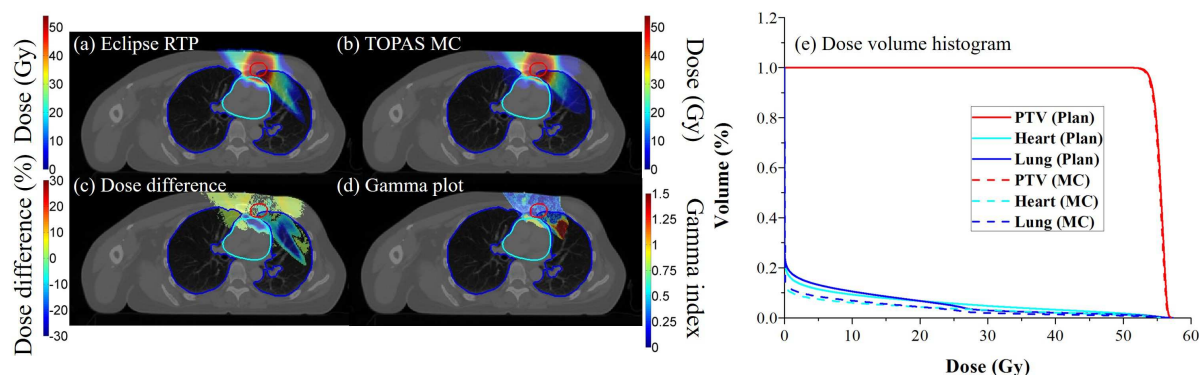 (a) Eclipse RTP
(b) TOPAS MC
50
40
30
20
10
0
Dose (Gy)
50
40
30
20
10
0
Dose (Gy)
(c) Dose difference
(d) Gamma plot
30
20
10
0
-10
-20
-30
Dose difference (%)
1.5
1.25
1
0.75
0.5
0.25
0
Gamma index
(e) Dose volume histogram
1.2
1.0
0.8
0.6
0.4
0.2
0.0
Volume (%)
PTV (Plan)
Heart (Plan)
Lung (Plan)
PTV (MC)
Heart (MC)
Lung (MC)
0 10 20 30 40 50 60
Dose (Gy)